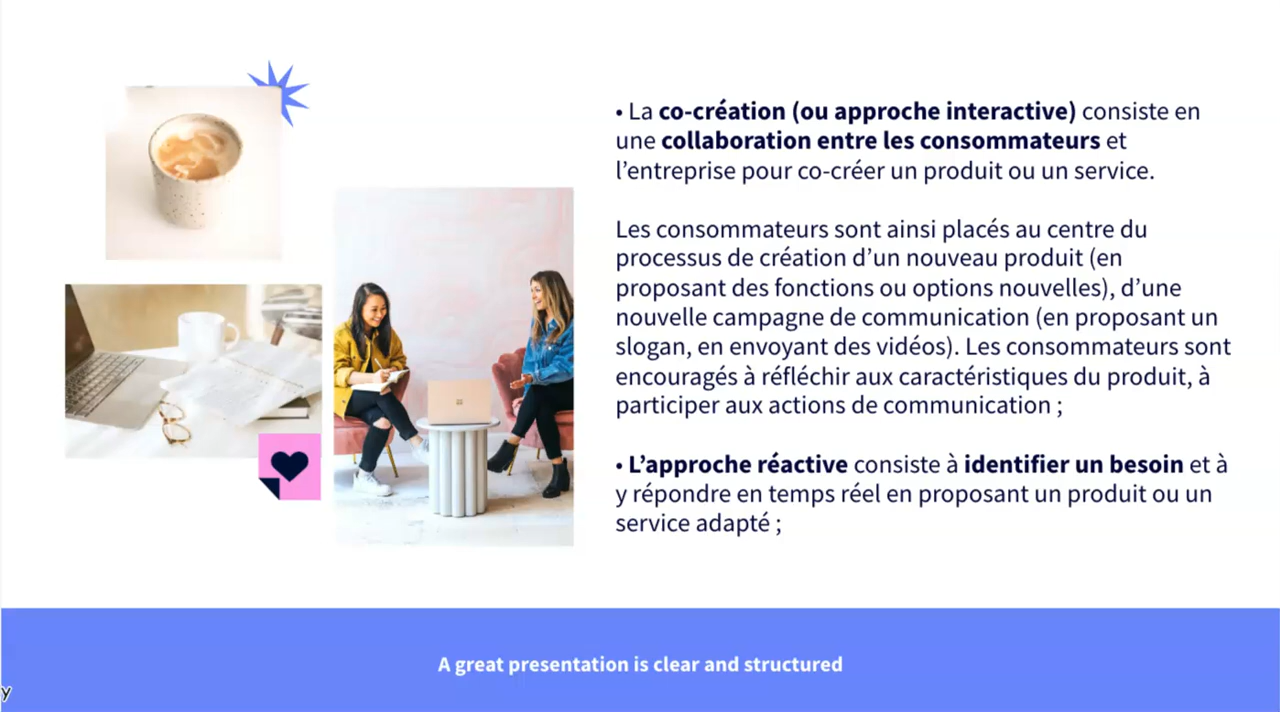 • La co-création (ou approche interactive) consiste en
une collaboration entre les consommateurs et
l’entreprise pour co-créer un produit ou un service.
Les consommateurs sont ainsi placés au centre du
processus de création d’un nouveau produit (en
proposant des fonctions ou options nouvelles), d’une
nouvelle campagne de communication (en proposant un
slogan, en envoyant des vidéos). Les consommateurs sont
encouragés à réfléchir aux caractéristiques du produit, à
participer aux actions de communication ;
• L’approche réactive consiste à identifier un besoin et à
y répondre en temps réel en proposant un produit ou un
service adapté ;
A great presentation is clear and structured
y